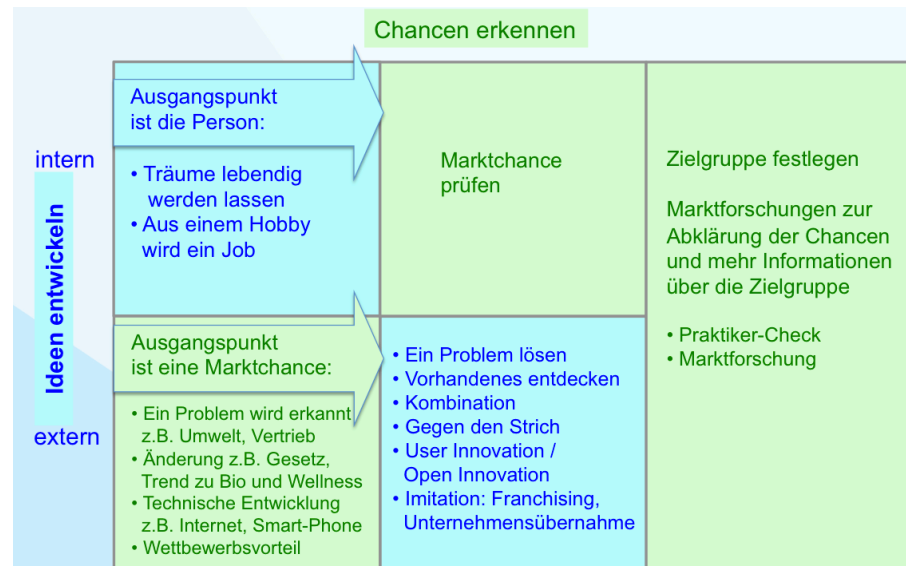 Chancen erkennen
intern
Ideen entwickeln
extern
Ausgangspunkt
ist die Person:
• Träume lebendig
werden lassen
• Aus einem Hobby
wird ein Job
Marktchance
prüfen
Ausgangspunkt
ist eine Marktchance:
• Ein Problem wird erkannt
z.B. Umwelt, Vertrieb
• Änderung z.B. Gesetz,
Trend zu Bio und Wellness
• Technische Entwicklung
z.B. Internet, Smart-Phone
• Wettbewerbsvorteil
• Ein Problem lösen
• Vorhandenes entdecken
• Kombination
• Gegen den Strich
• User Innovation /
Open Innovation
• Imitation: Franchising,
Unternehmensübernahme
Zielgruppe festlegen
Marktforschungen zur
Abklärung der Chancen
und mehr Informationen
über die Zielgruppe
• Praktiker-Check
• Marktforschung